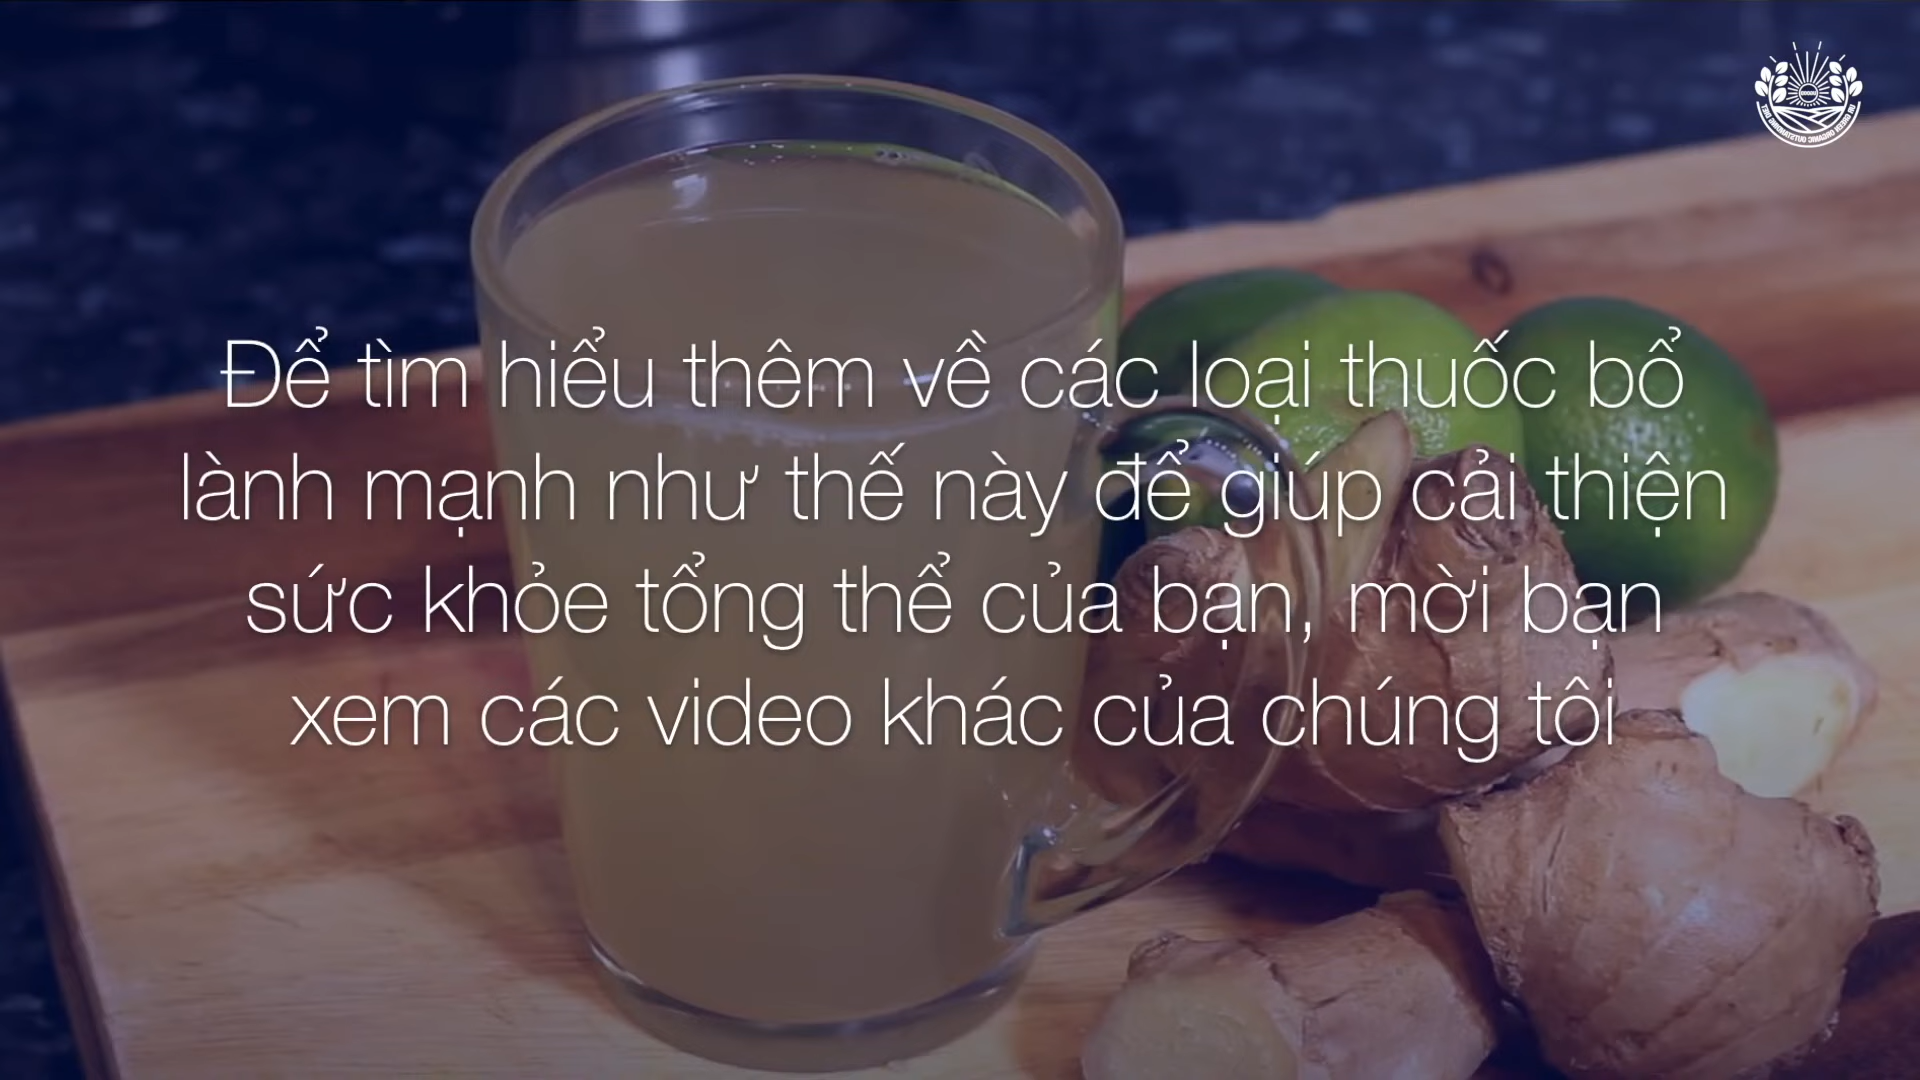 Để tìm hiểu thêm về các loại thuốc bổ
lành mạnh như thế này để giúp cải thiện
sức khỏe tổng thể của bạn, mời bạn
xem các video khác của chúng tôi